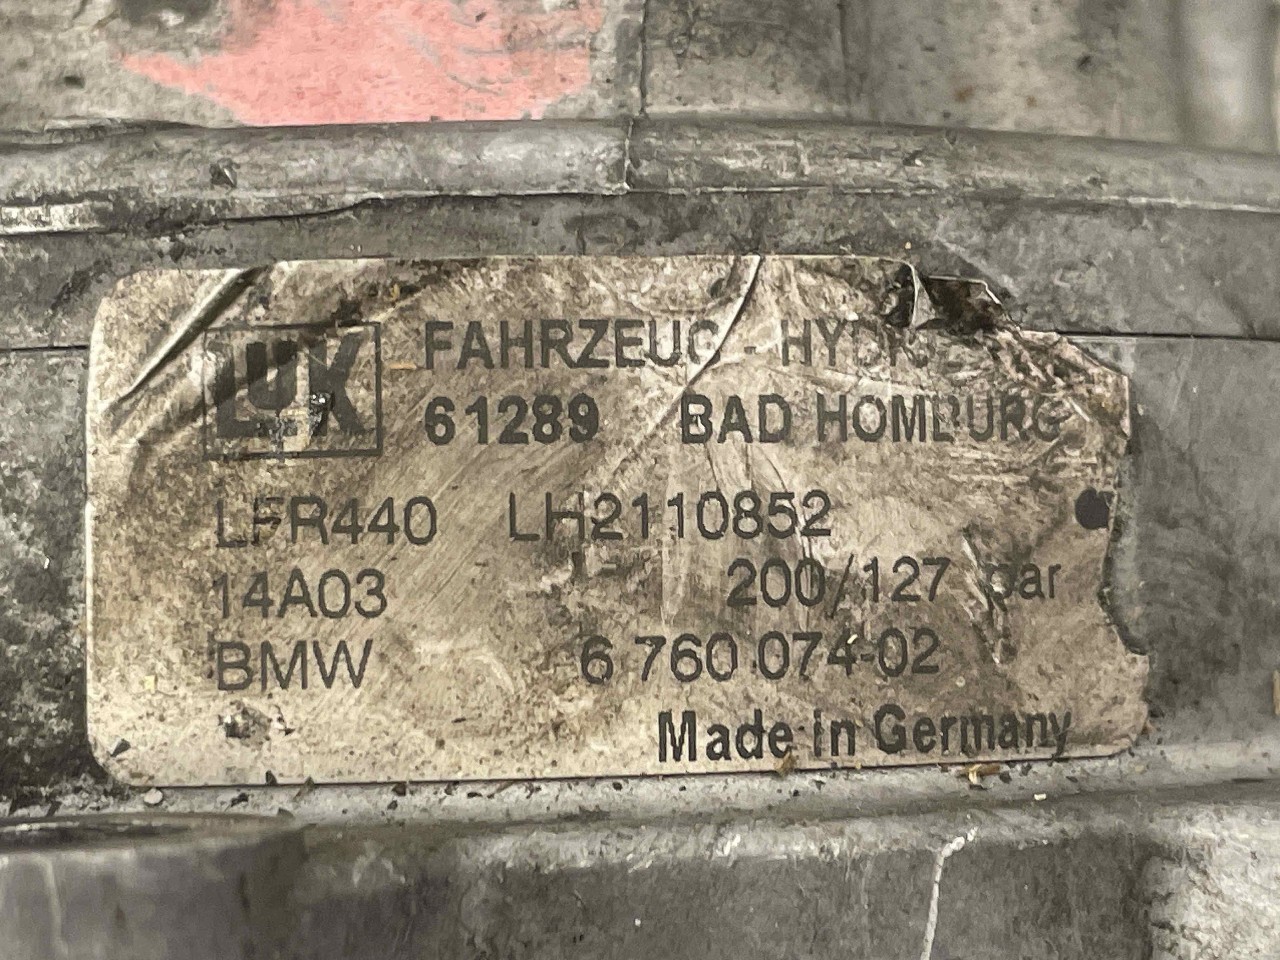 LUK
FAHRZEUG - HYDR
61289 BAD HOMBURG
LFR440 LH2110852
14A03 200/127 bar
BMW 6 760 074-02
Made in Germany